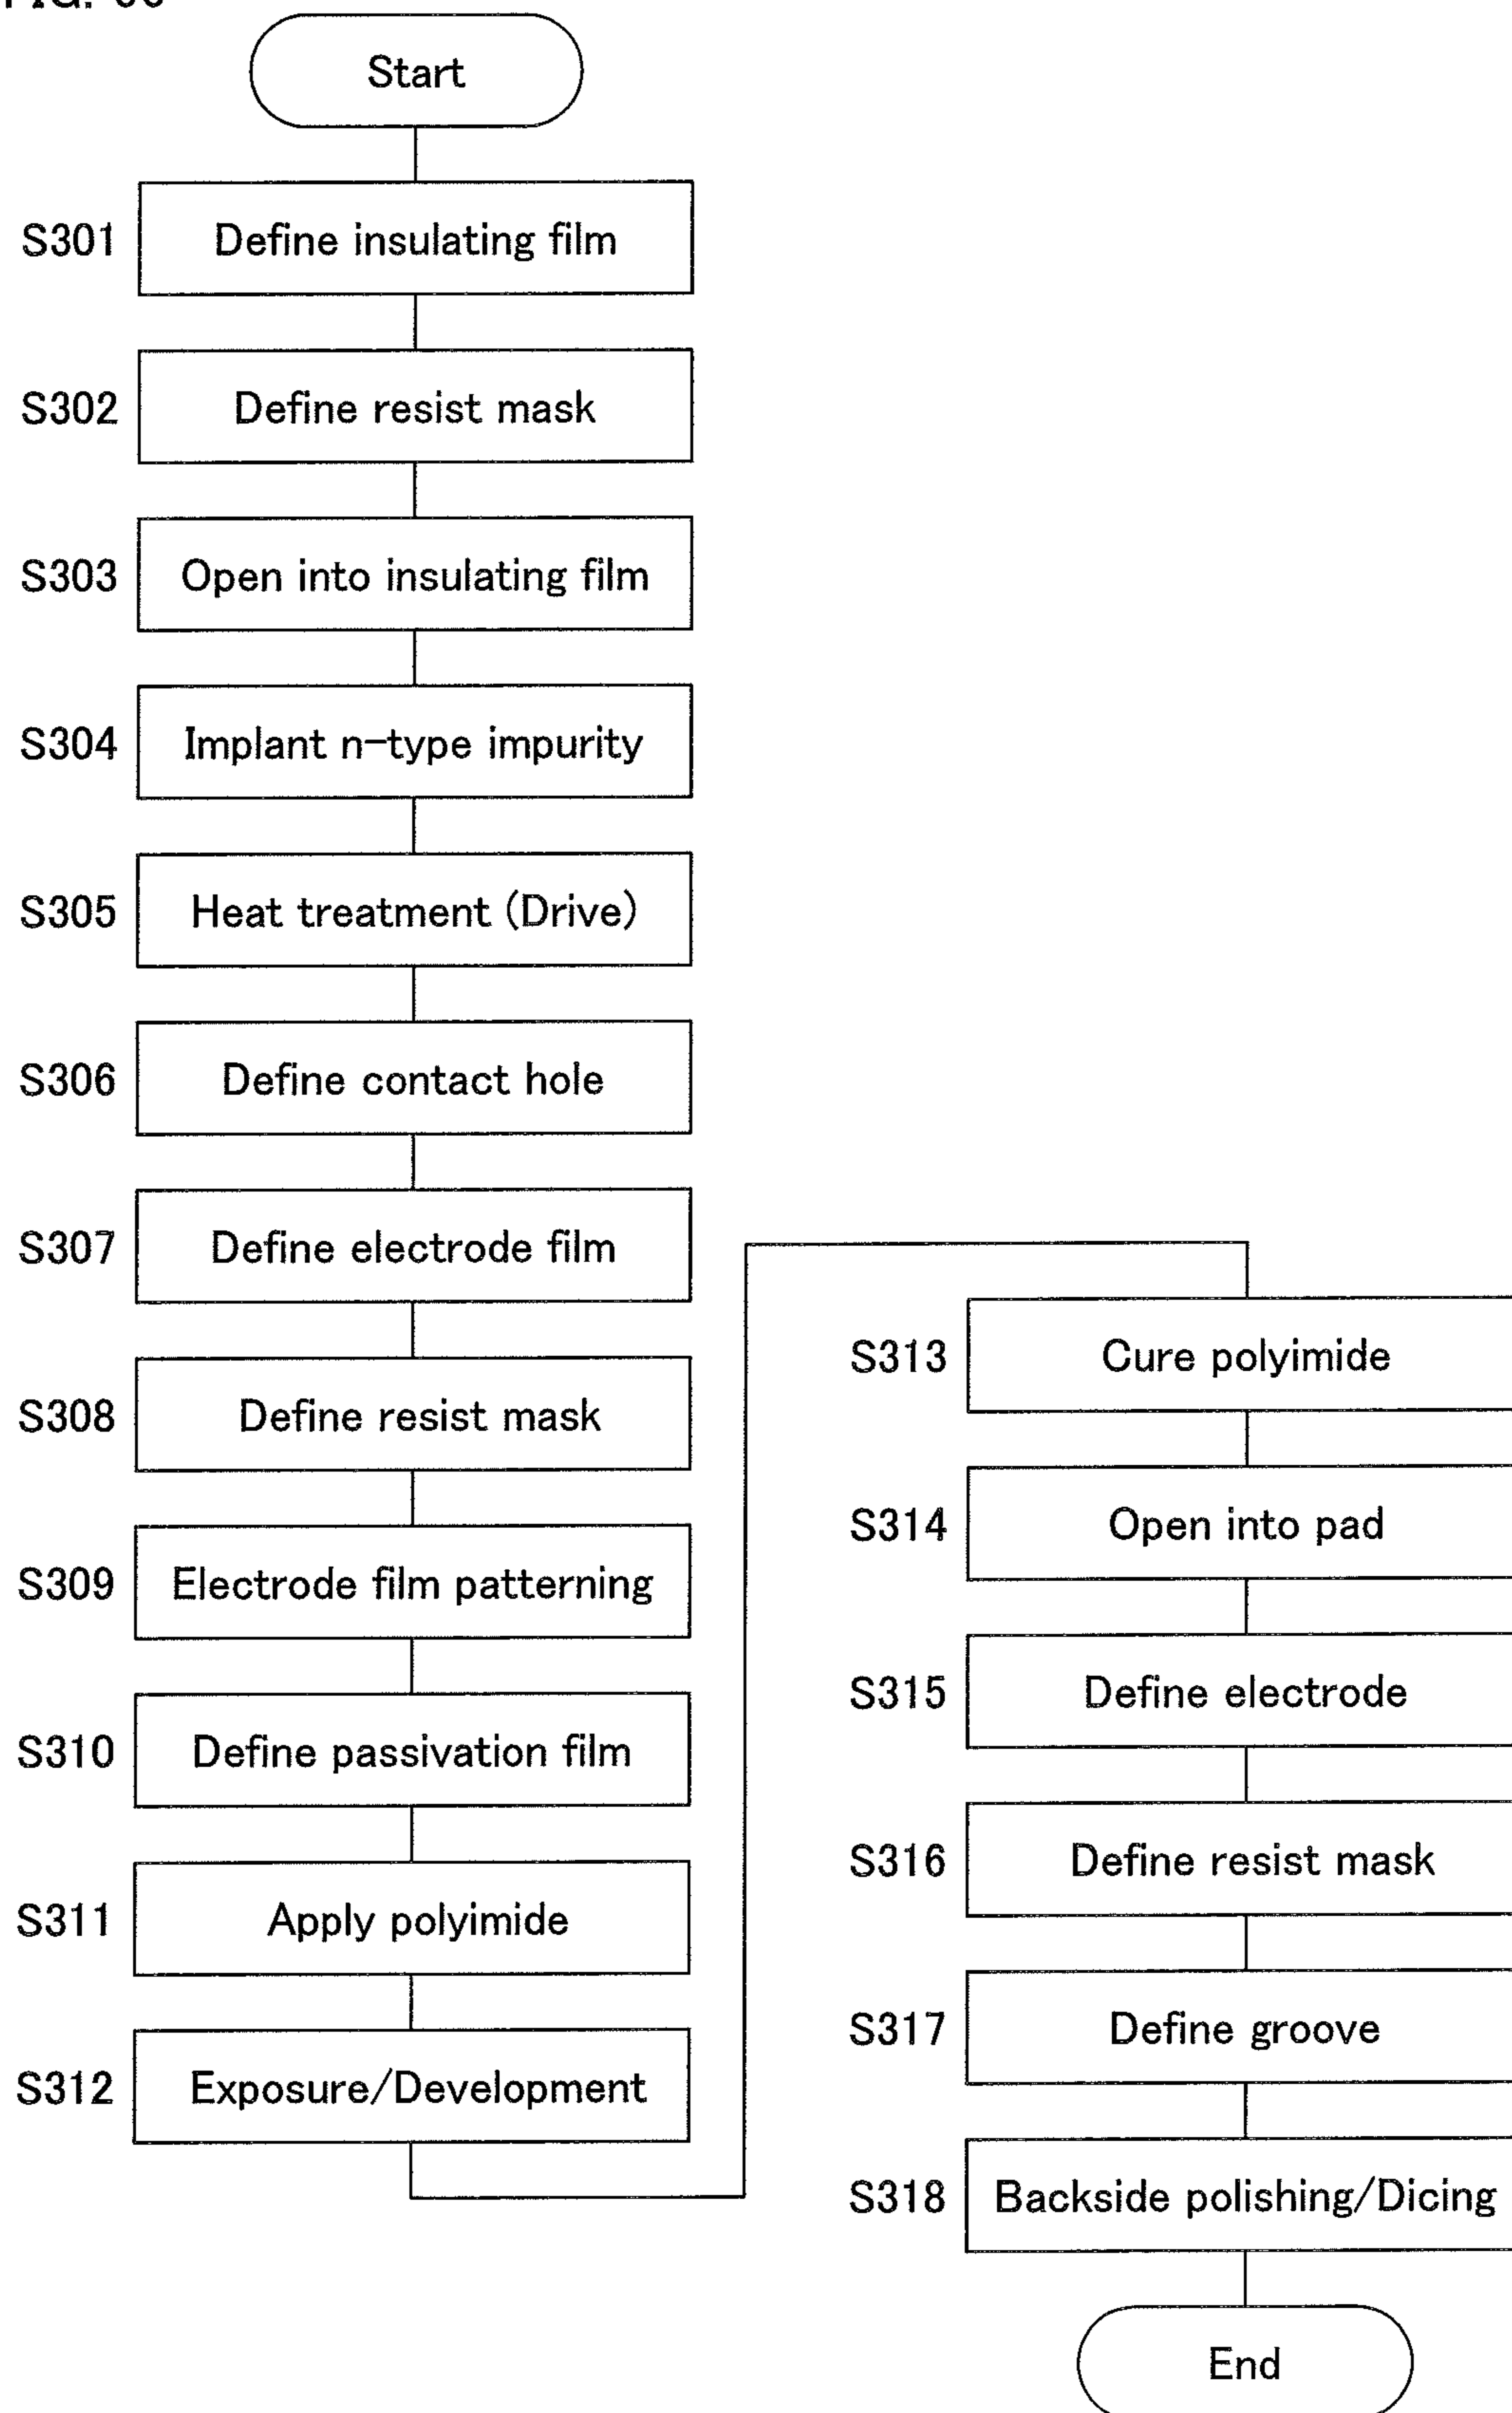 Start
S301 Define insulating film
S302 Define resist mask
S303 Open into insulating film
S304 Implant n-type impurity
S305 Heat treatment (Drive)
S306 Define contact hole
S307 Define electrode film
S308 Define resist mask
S309 Electrode film patterning
S310 Define passivation film
S311 Apply polyimide
S312 Exposure/Development
S313 Cure polyimide
S314 Open into pad
S315 Define electrode
S316 Define resist mask
S317 Define groove
S318 Backside polishing/Dicing
End